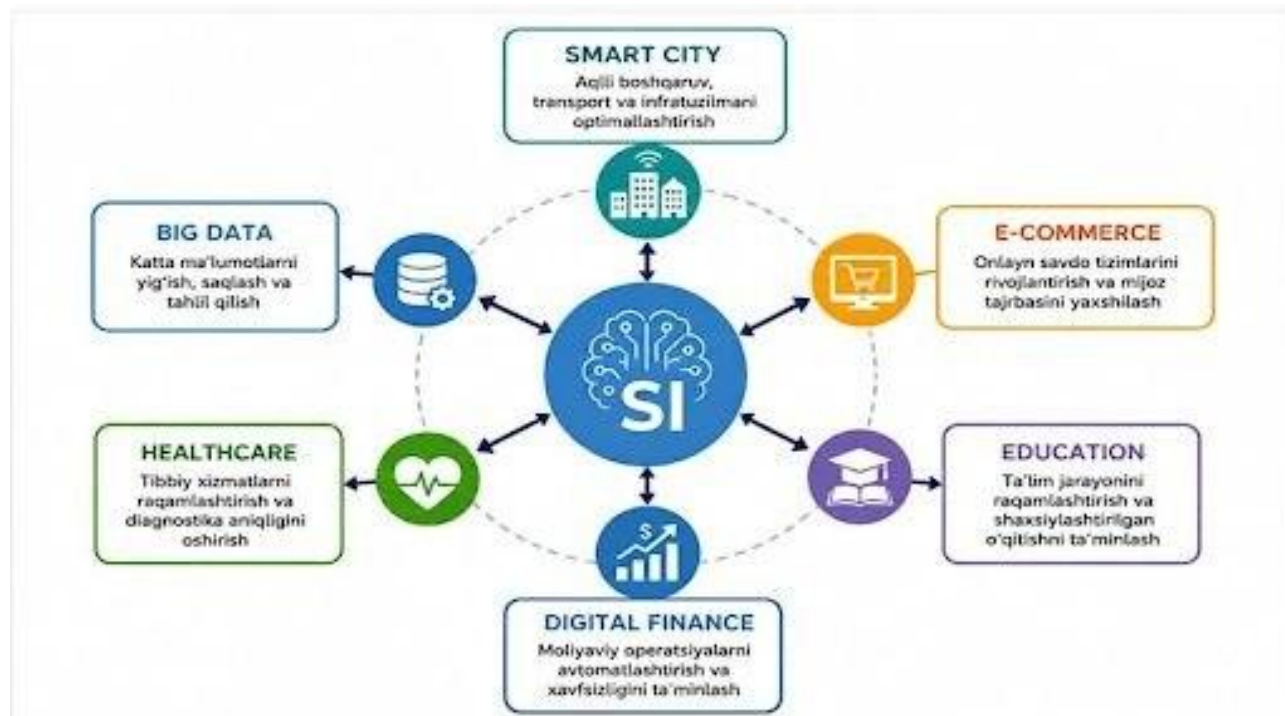 SMART CITY
Aqlli boshqaruv,
transport va infratuzilmani
optimallashtirish
BIG DATA
Katta ma'lumotlarni
yig'ish, saqlash va
tahlil qilish
E-COMMERCE
Onlayn savdo tizimlarini
rivojlantirish va mijoz
tajrbasini yaxshilash
SI
HEALTHCARE
Tibbiy xizmatlarni
raqamlashtirish va
diagnostika aniqligini
oshirish
EDUCATION
Ta'lim jarayonini
raqamlashtirish va
shaxsiylashtirilgan
o'qitishni ta'minlash
$
DIGITAL FINANCE
Moliyaviy operatsiyalarni
avtomatlashtirish va
xavfsizligini ta'minlash